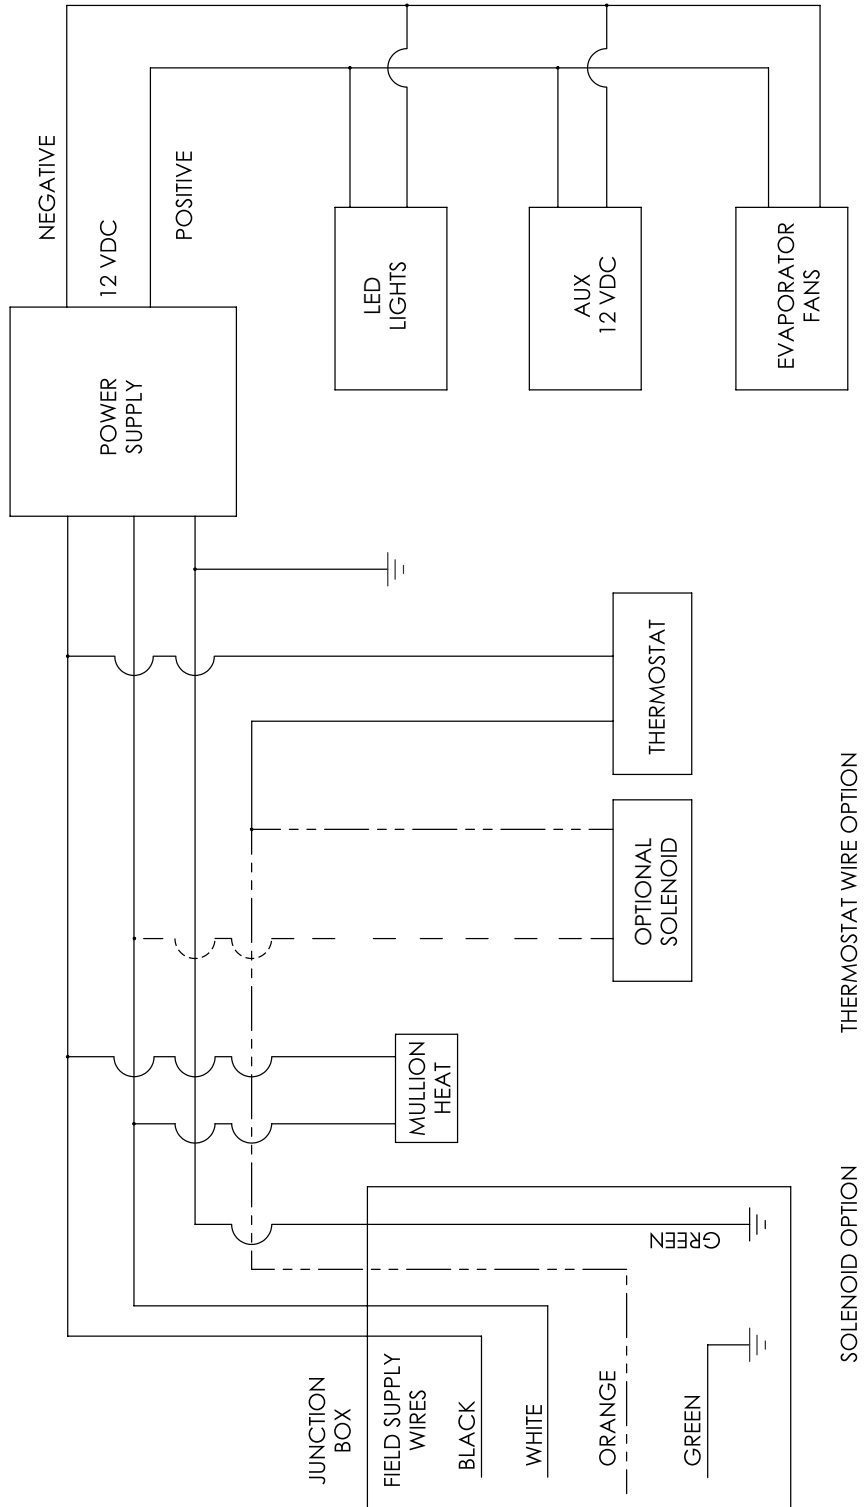 NEGATIVE
12 VDC
POSITIVE
POWER
SUPPLY
LED
LIGHTS
AUX
12 VDC
EVAPORATOR
FANS
THERMOSTAT
OPTIONAL
SOLENOID
MULLION
HEAT
JUNCTION
BOX
FIELD SUPPLY
WIRES
BLACK
WHITE
ORANGE
GREEN
GREEN
SOLENOID OPTION
THERMOSTAT WIRE OPTION